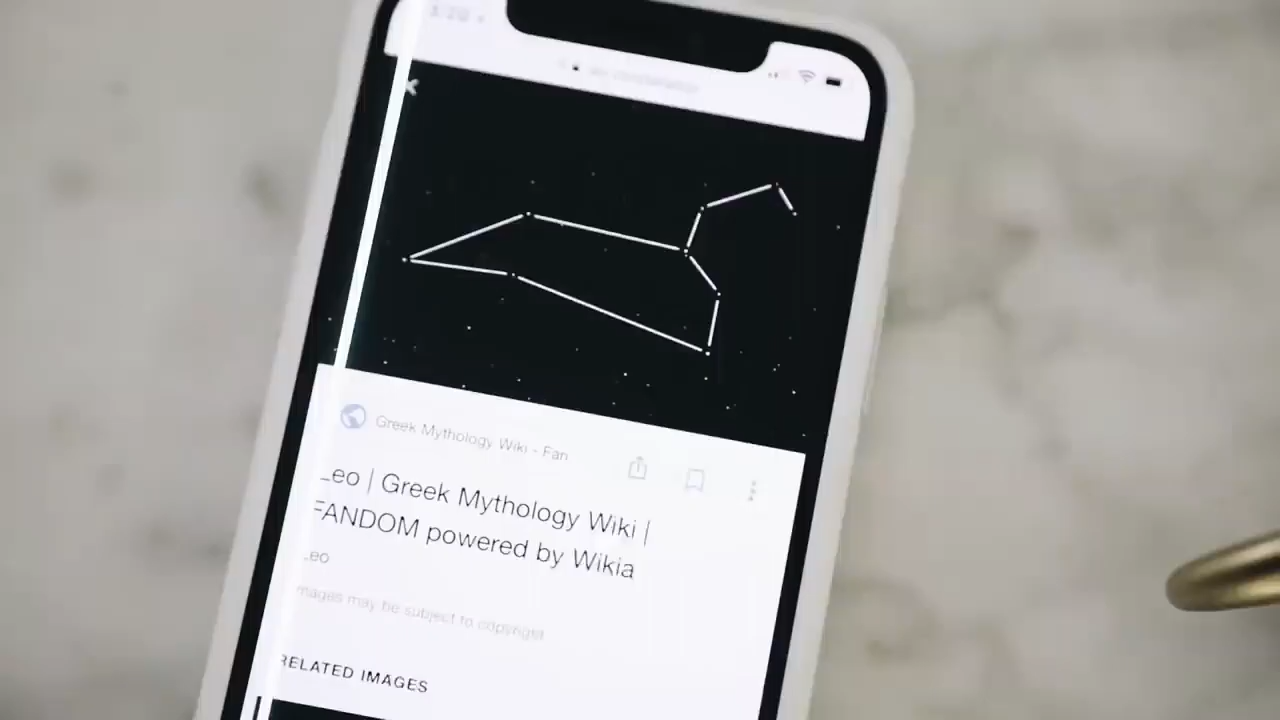 Greek Mythology Wiki - Fan
Leo | Greek Mythology Wiki |
FANDOM powered by Wikia
Leo
Images may be subject to copyright
RELATED IMAGES